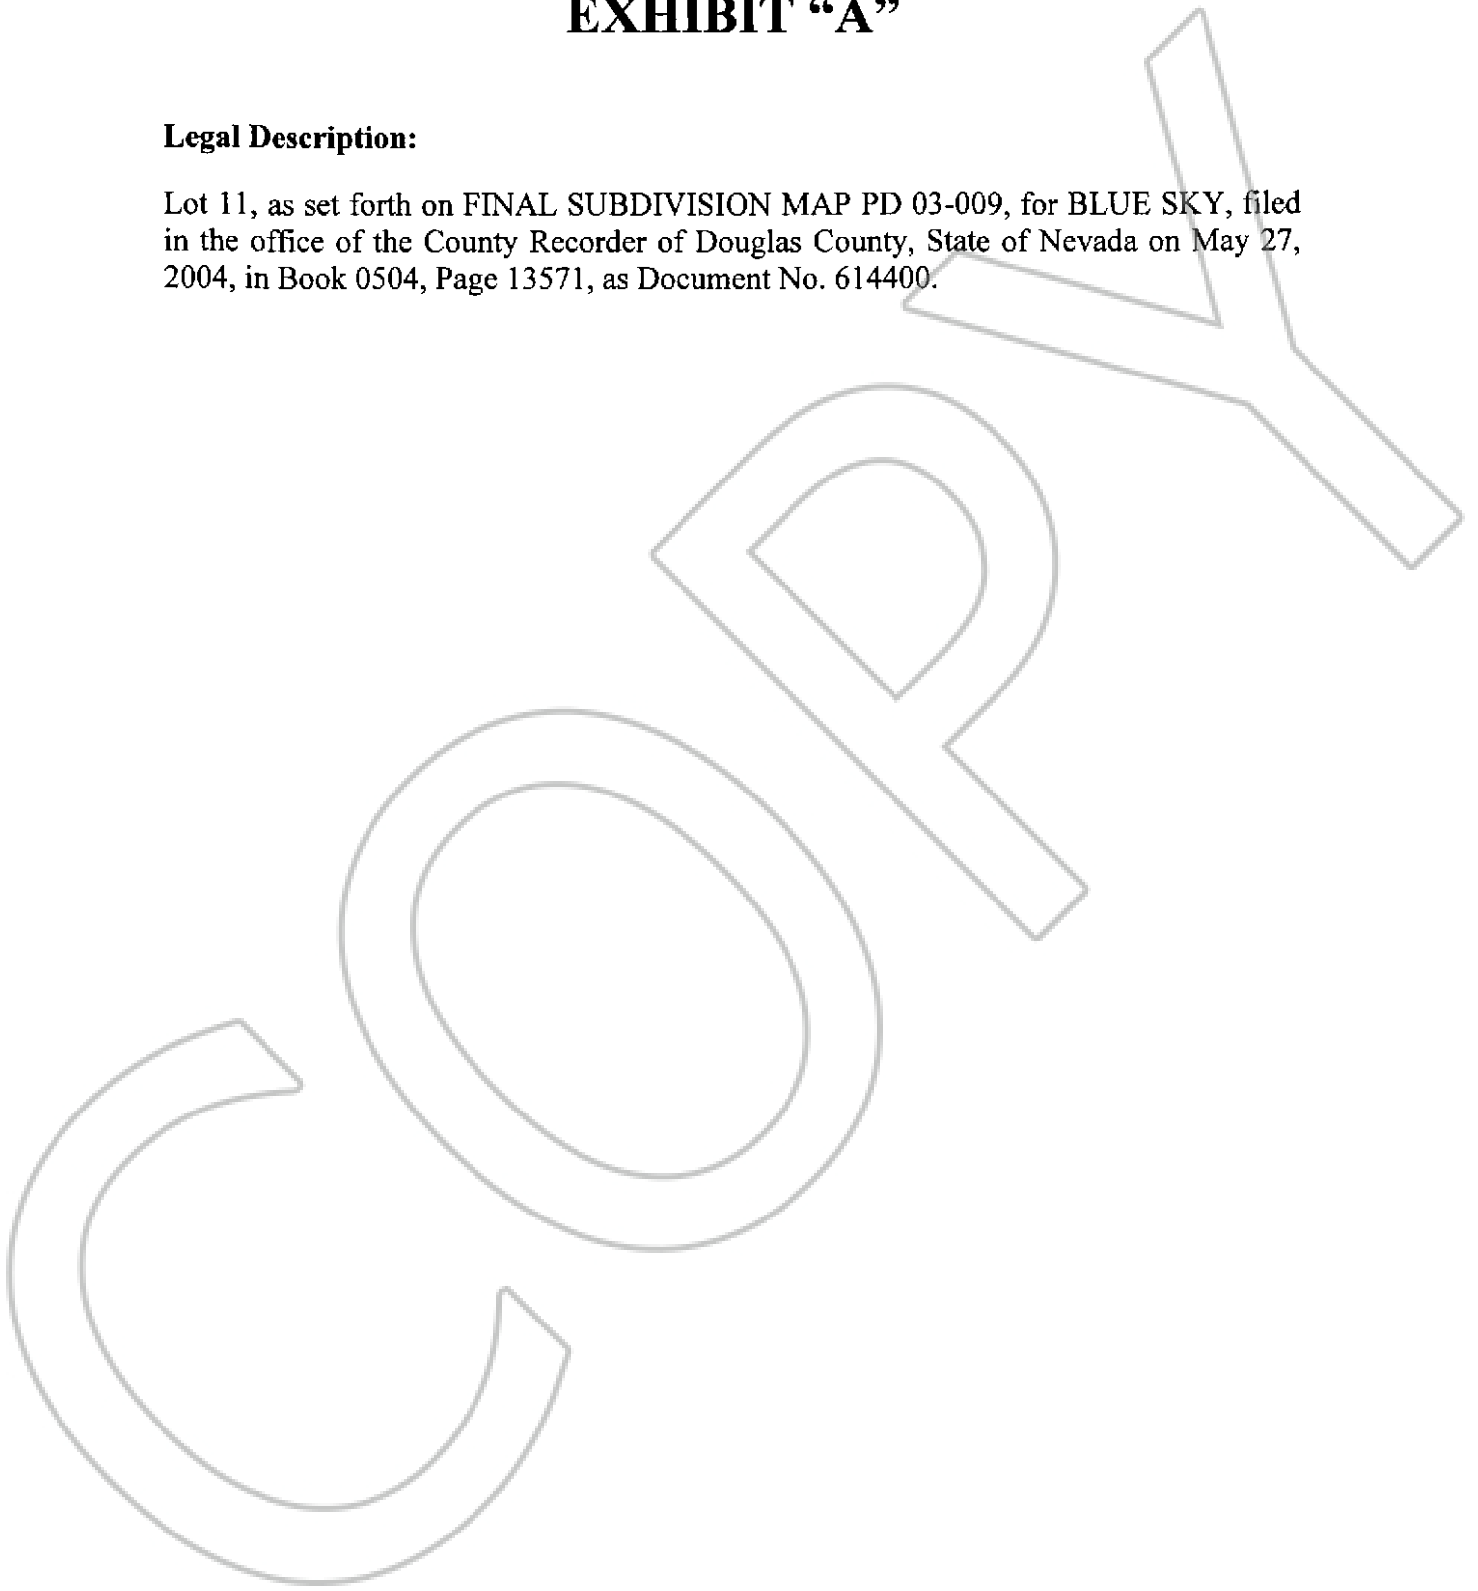 EXHIBIT “A”
Legal Description:
Lot 11, as set forth on FINAL SUBDIVISION MAP PD 03-009, for BLUE SKY, filed
in the office of the County Recorder of Douglas County, State of Nevada on May 27,
2004, in Book 0504, Page 13571, as Document No. 614400.
COPY